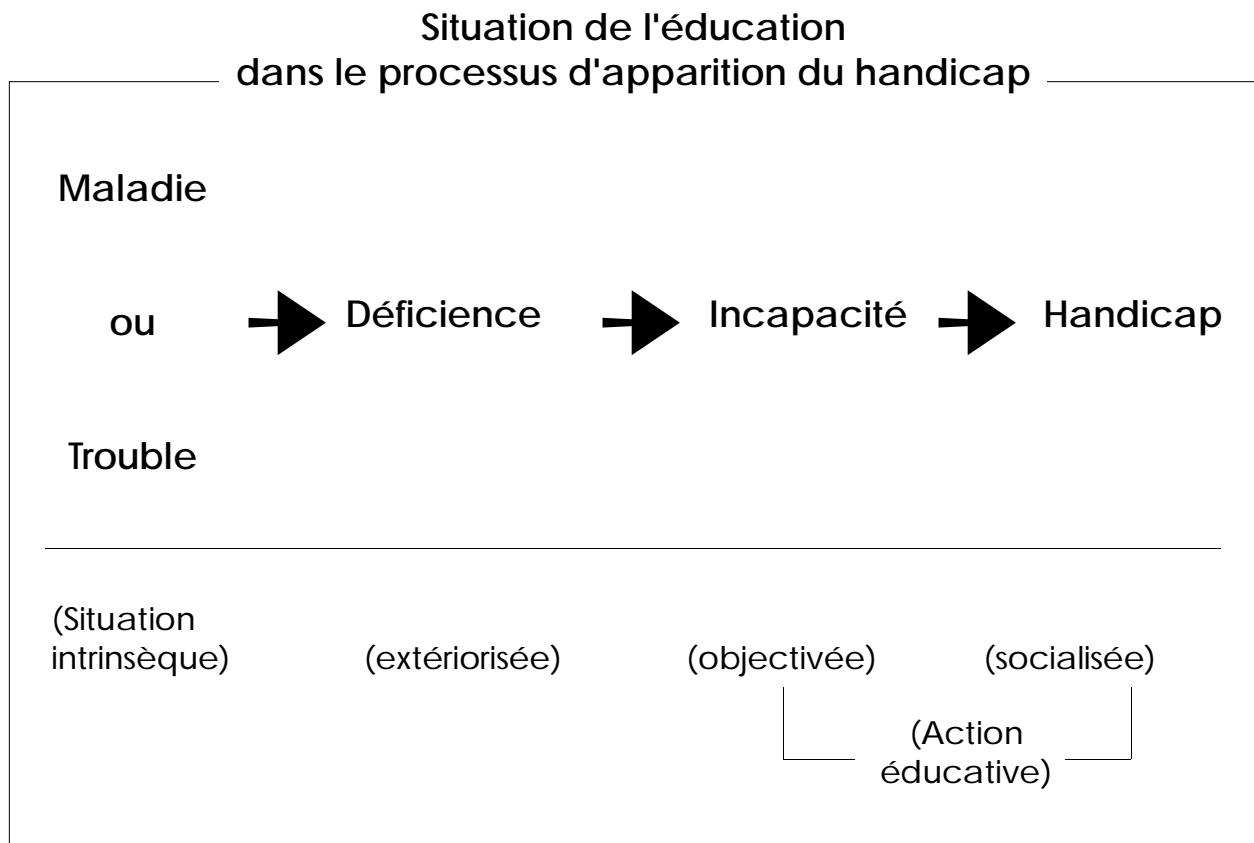 Situation de l'éducation
dans le processus d'apparition du handicap
Maladie
ou
Déficience
Incapacité
Handicap
Trouble
(Situation
intrinsèque)
(extériorisée)
(objectivée)
(socialisée)
(Action
éducative)